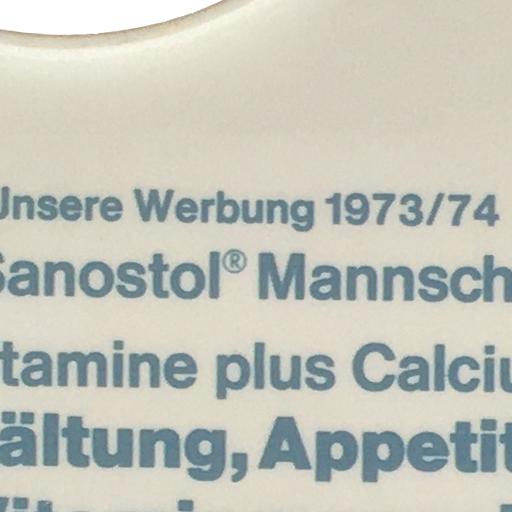 Unsere Werbung 1973/74
Sanostol® Mannsch
tamine plus Calciu
ältung, Appetit